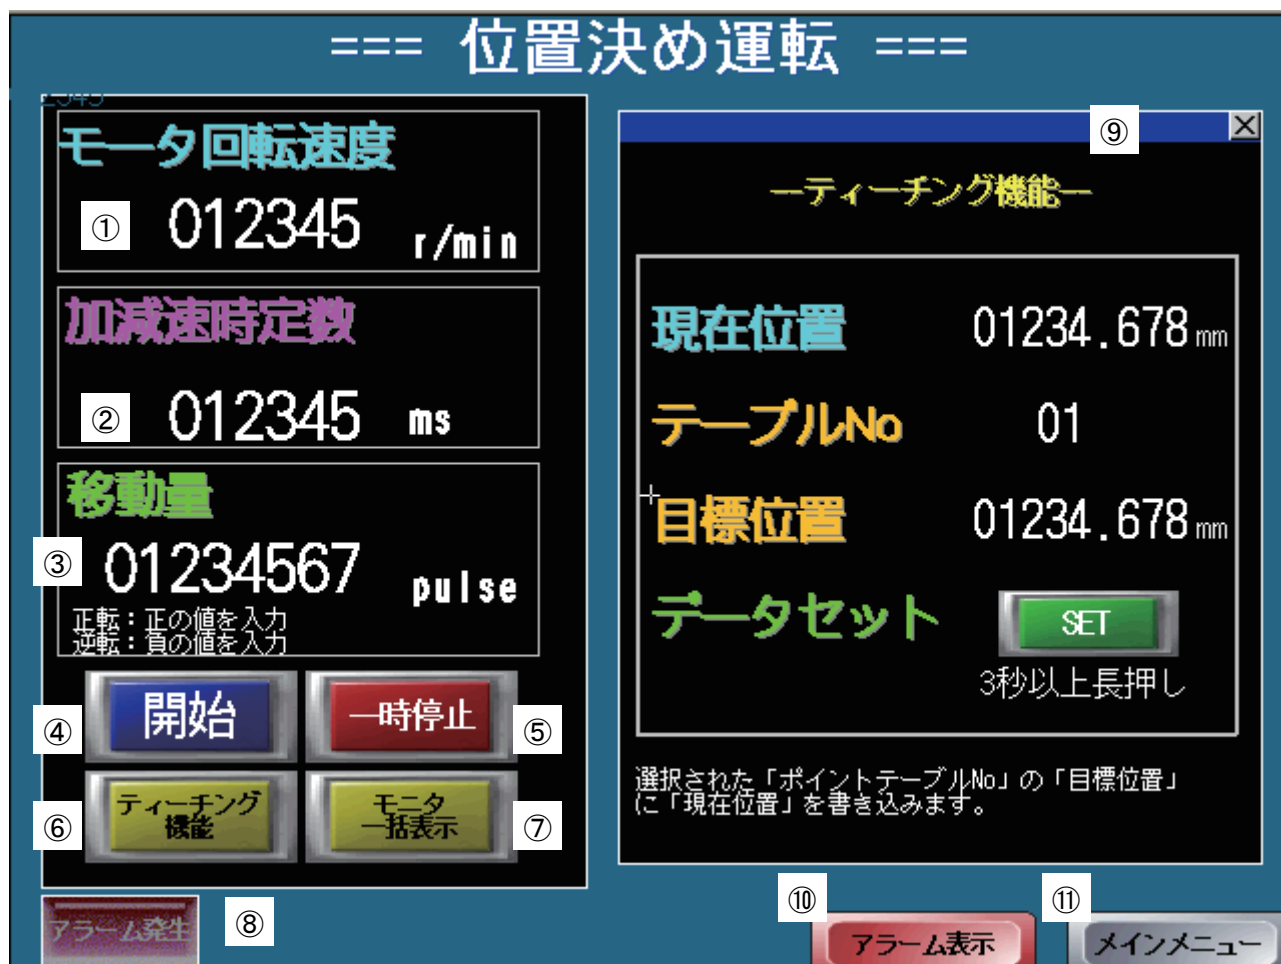 === 位置決め運転 ===
2345
モータ回転速度
① 012345 r/min
加減速時定数
② 012345 ms
移動量
③ 01234567 pulse
正転：正の値を入力
逆転：負の値を入力
④ 開始 一時停止 ⑤
⑥ ティーチング
機能
モニタ
一括表示 ⑦
アラーム発生 ⑧
⑨
―ティーチング機能―
現在位置 01234.678 mm
テーブルNo 01
目標位置 01234.678 mm
データセット SET
3秒以上長押し
選択された「ポイントテーブルNo」の「目標位置」
に「現在位置」を書き込みます。
⑩ アラーム表示
⑪ メインメニュー